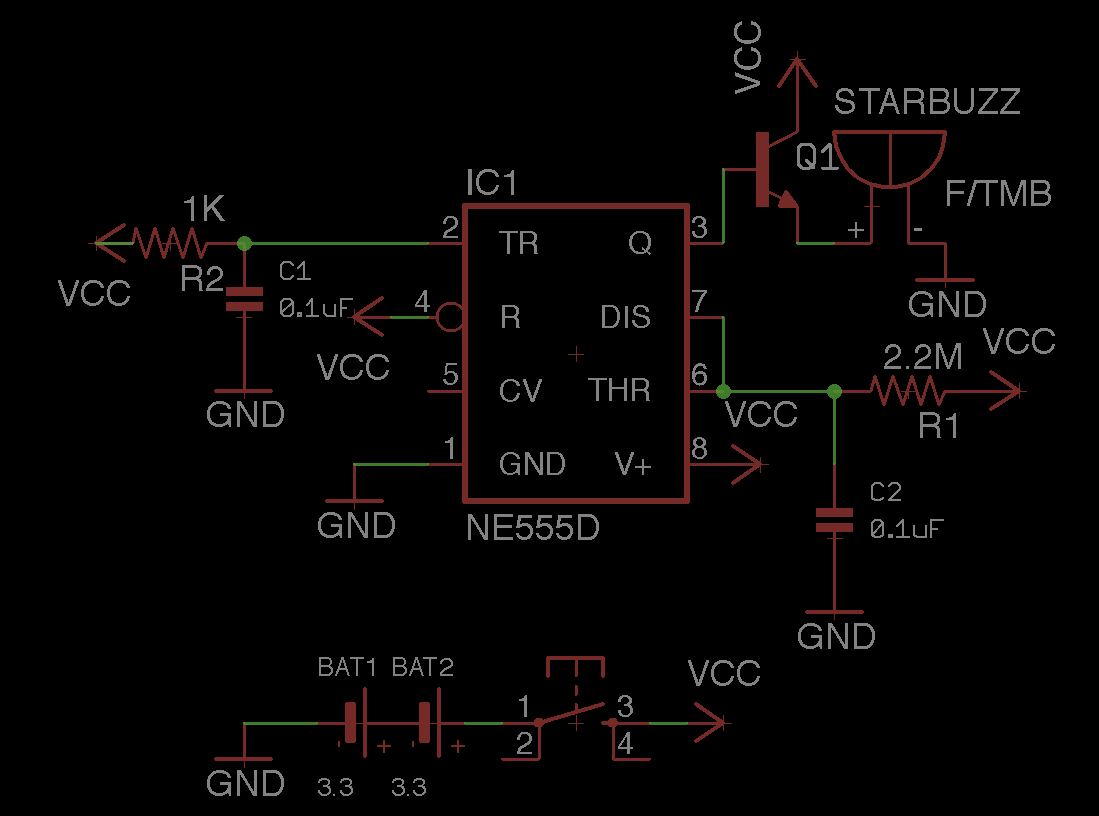 VCC
STARBUZZ
Q1
F/TMB
+
-
GND
IC1
1K
R2
VCC
C1
0.1uF
GND
2
TR
Q
3
4
R
DIS
7
VCC
5
CV
THR
6
VCC
2.2M
VCC
R1
1
GND
V+
8
GND
NE555D
C2
0.1uF
GND
BAT1 BAT2
VCC
1
3
2
4
- + - +
GND
3.3 3.3